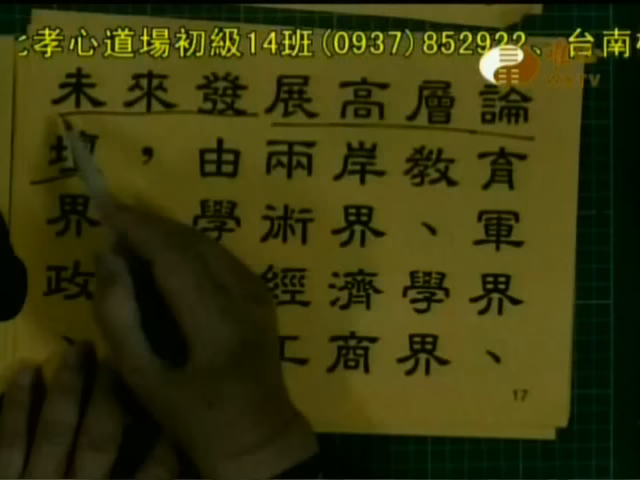 孝心道場初級14班(0937)852922、台南
未來發展高層論
壇，由兩岸教育
界學術界、軍
政經濟學界
、工商界、
17